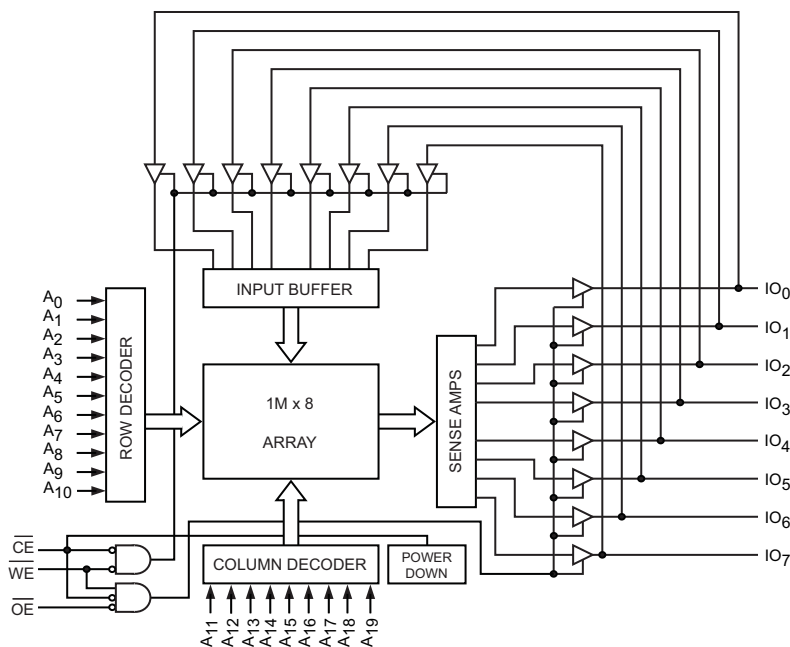 INPUT BUFFER
A0
A1
A2
A3
A4
A5
A6
A7
A8
A9
A10
ROW DECODER
1M x 8
ARRAY
SENSE AMPS
IO0
IO1
IO2
IO3
IO4
IO5
IO6
IO7
CE
WE
OE
COLUMN DECODER
POWER
DOWN
A11
A12
A13
A14
A15
A16
A17
A18
A19